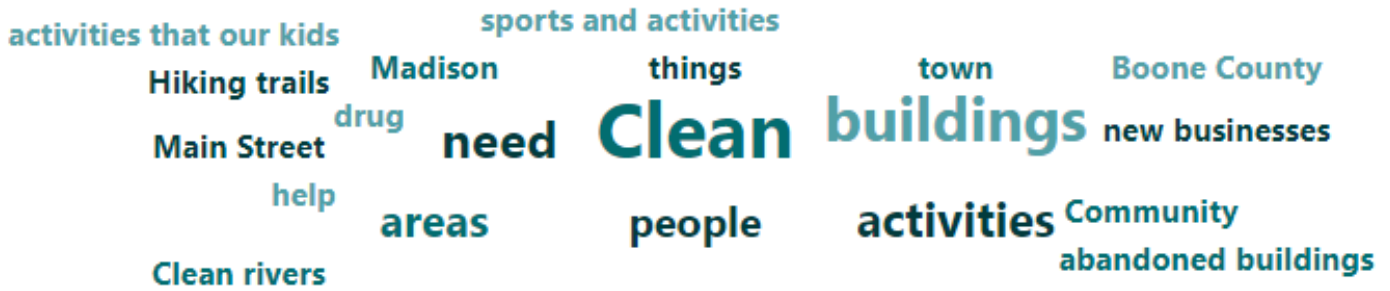 sports and activities
activities that our kids
Madison things town Boone County
Hiking trails
drug
need Clean buildings new businesses
Main Street
help
areas people activities Community
abandoned buildings
Clean rivers